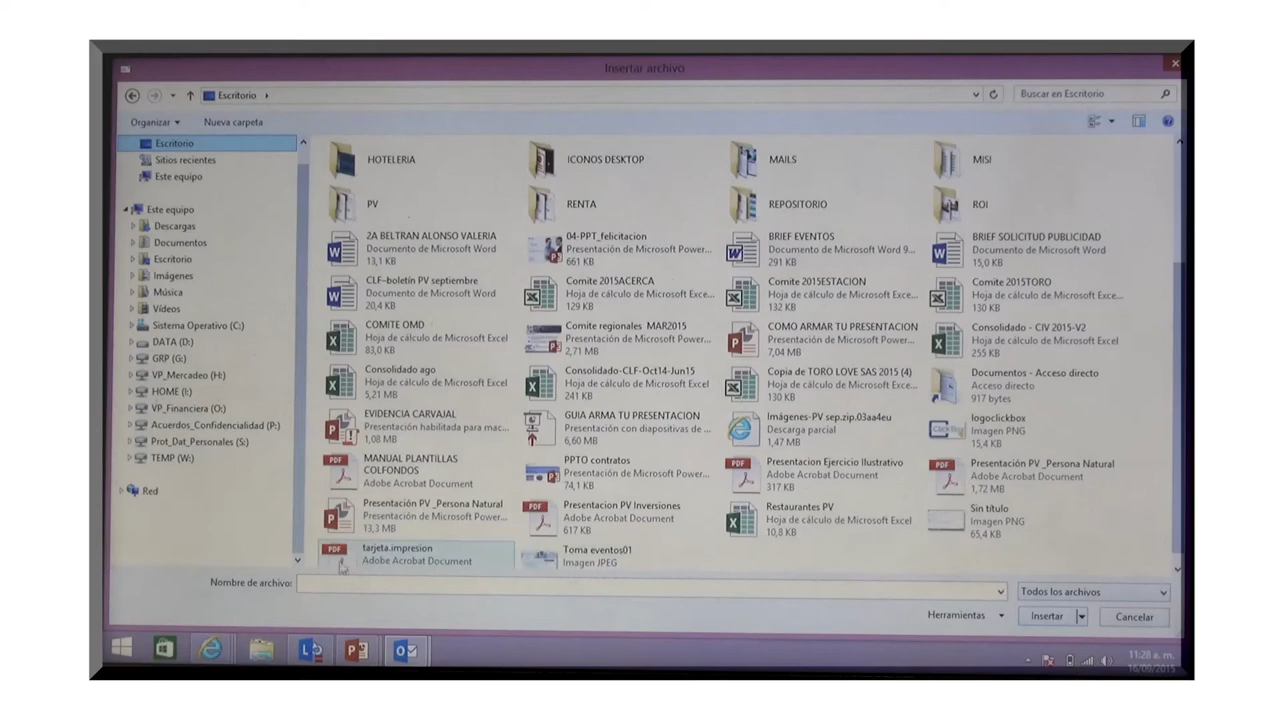 Insertar archivo
Escritorio
Buscar en Escritorio
Organizar
Nueva carpeta
Escritorio
Sitios recientes
Este equipo
Este equipo
Descargas
Documentos
Escritorio
Imágenes
Música
Vídeos
Sistema Operativo (C:)
DATA (D:)
GRP (G:)
VP_Mercadeo (H:)
HOME (I:)
VP_Financiera (O:)
Acuerdos_Confidencialidad (P:)
Prot_Dat_Personales (S:)
TEMP (W:)
Red
HOTELERIA
ICONOS DESKTOP
MAILS
MISI
PV
RENTA
REPOSITORIO
ROI
2A BELTRAN ALONSO VALERIA
Documento de Microsoft Word
13,1 KB
04-PPT_felicitacion
Presentación de Microsoft Power...
661 KB
BRIEF EVENTOS
Documento de Microsoft Word 9...
291 KB
BRIEF SOLICITUD PUBLICIDAD
Documento de Microsoft Word
15,0 KB
CLF–boletín PV septiembre
Documento de Microsoft Word
20,4 KB
Comite 2015ACERCA
Hoja de cálculo de Microsoft Exce...
129 KB
Comite 2015ESTACION
Hoja de cálculo de Microsoft Exce...
132 KB
Comite 2015TORO
Hoja de cálculo de Microsoft Exce...
130 KB
COMITE OMD
Hoja de cálculo de Microsoft Excel
83,0 KB
Comite regionales MAR2015
Presentación de Microsoft Power...
2,71 MB
COMO ARMAR TU PRESENTACION
Presentación de Microsoft Power...
7,04 MB
Consolidado - CIV 2015-V2
Hoja de cálculo de Microsoft Excel
255 KB
Consolidado ago
Hoja de cálculo de Microsoft Excel
5,21 MB
Consolidado-CLF-Oct14-Jun15
Hoja de cálculo de Microsoft Excel
241 KB
Copia de TORO LOVE SAS 2015 (4)
Hoja de cálculo de Microsoft Exce...
130 KB
Documentos - Acceso directo
Acceso directo
917 bytes
EVIDENCIA CARVAJAL
Presentación habilitada para mac...
1,08 MB
GUIA ARMA TU PRESENTACION
Presentación con diapositivas de ...
6,60 MB
Imágenes-PV sep.zip.03aa4eu
Descarga parcial
1,47 MB
logoclickbox
Imagen PNG
15,4 KB
MANUAL PLANTILLAS
COLFONDOS
Adobe Acrobat Document
PPTO contratos
Presentación de Microsoft Power...
74,1 KB
Presentacion Ejercicio Ilustrativo
Adobe Acrobat Document
317 KB
Presentación PV _Persona Natural
Adobe Acrobat Document
1,72 MB
Presentación PV _Persona Natural
Presentación de Microsoft Power...
13,3 MB
Presentacion PV Inversiones
Adobe Acrobat Document
617 KB
Restaurantes PV
Hoja de cálculo de Microsoft Excel
10,8 KB
Sin título
Imagen PNG
65,4 KB
tarjeta.impresion
Adobe Acrobat Document
Toma eventos01
Imagen JPEG
Nombre de archivo:
Todos los archivos
Herramientas
Insertar
Cancelar
11:28 a. m.
16/09/2015